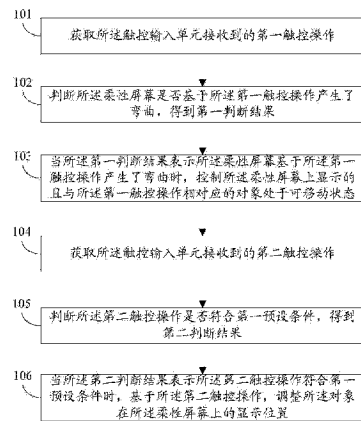 101
获取所述触控输入单元接收到的第一触控操作
102
判断所述柔性屏幕是否基于所述第一触控操作产生了
弯曲，得到第一判断结果
103
当所述第一判断结果表示所述柔性屏幕基于所述第一
触控操作产生了弯曲时，控制所述柔性屏幕上显示的
且与所述第一触控操作相对应的对象处于可移动状态
104
获取所述触控输入单元接收到的第二触控操作
105
判断所述第二触控操作是否符合第一预设条件，得到
第二判断结果
106
当所述第二判断结果表示所述第二触控操作符合第一
预设条件时，基于所述第二触控操作，调整所述对象
在所述柔性屏幕上的显示位置